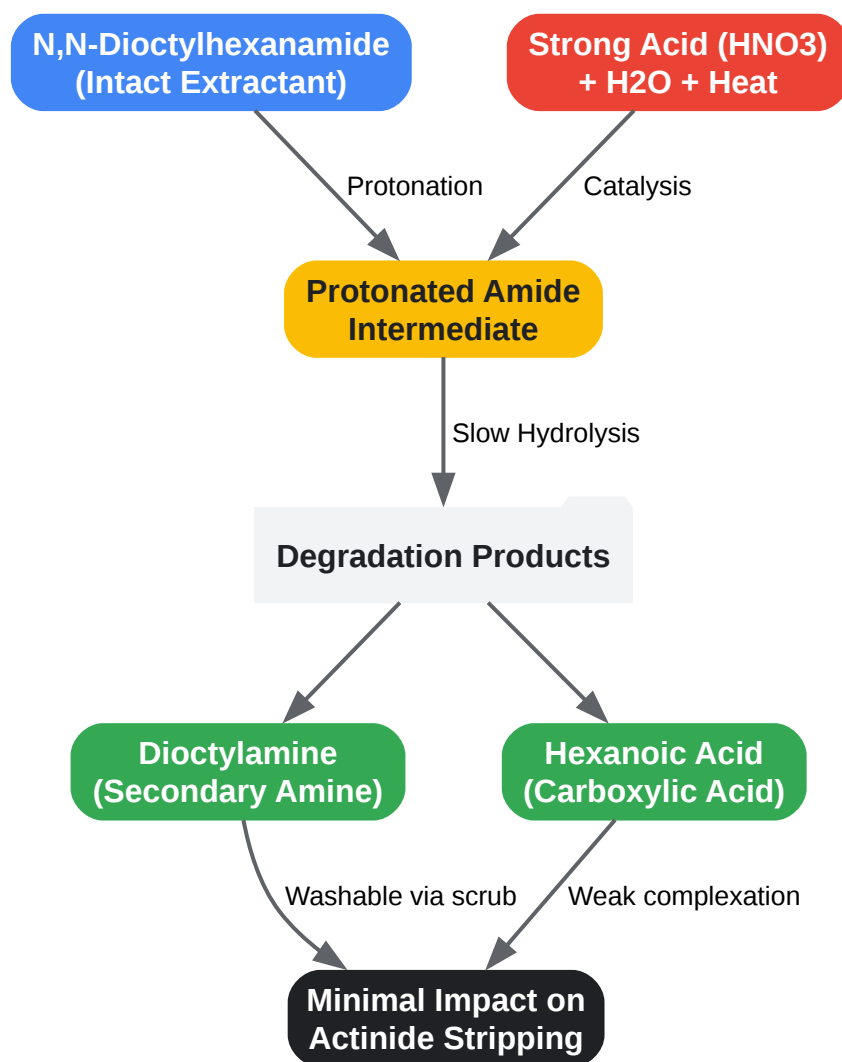 N,N-Dioctylhexanamide
(Intact Extractant)
Strong Acid (HNO3)
+ H2O + Heat
Protonation
Catalysis
Protonated Amide
Intermediate
Slow Hydrolysis
Degradation Products
Dioctylamine
(Secondary Amine)
Hexanoic Acid
(Carboxylic Acid)
Washable via scrub
Weak complexation
Minimal Impact on
Actinide Stripping